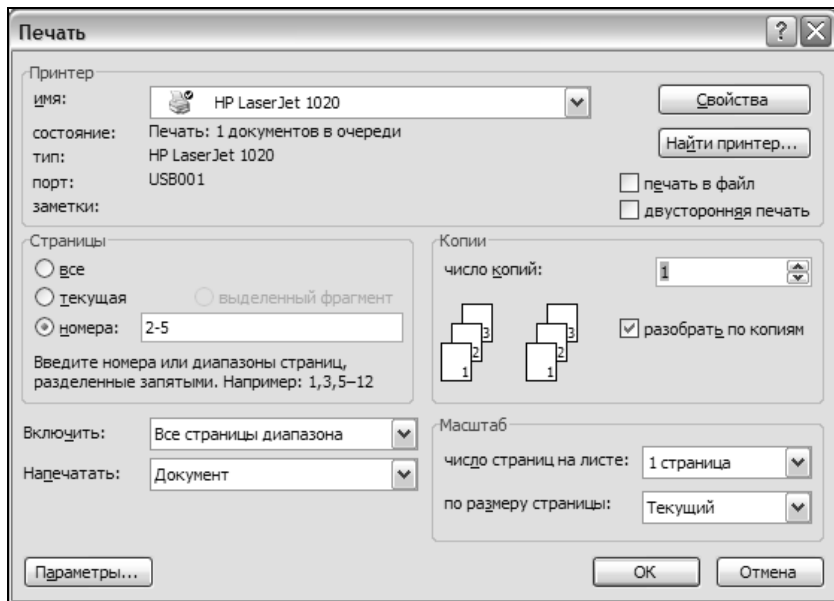 Печать
Принтер
имя: HP LaserJet 1020 Свойства
состояние: Печать: 1 документов в очереди
тип: HP LaserJet 1020 Найти принтер...
порт: USB001 печать в файл
заметки: двусторонняя печать
Страницы
все
текущая выделенный фрагмент
номера: 2-5
Введите номера или диапазоны страниц,
разделенные запятыми. Например: 1,3,5–12
Копии
число копий: 1
1 2 3 1 2 3 разобрать по копиям
Включить: Все страницы диапазона
Напечатать: Документ
Масштаб
число страниц на листе: 1 страница
по размеру страницы: Текущий
Параметры... ОК Отмена